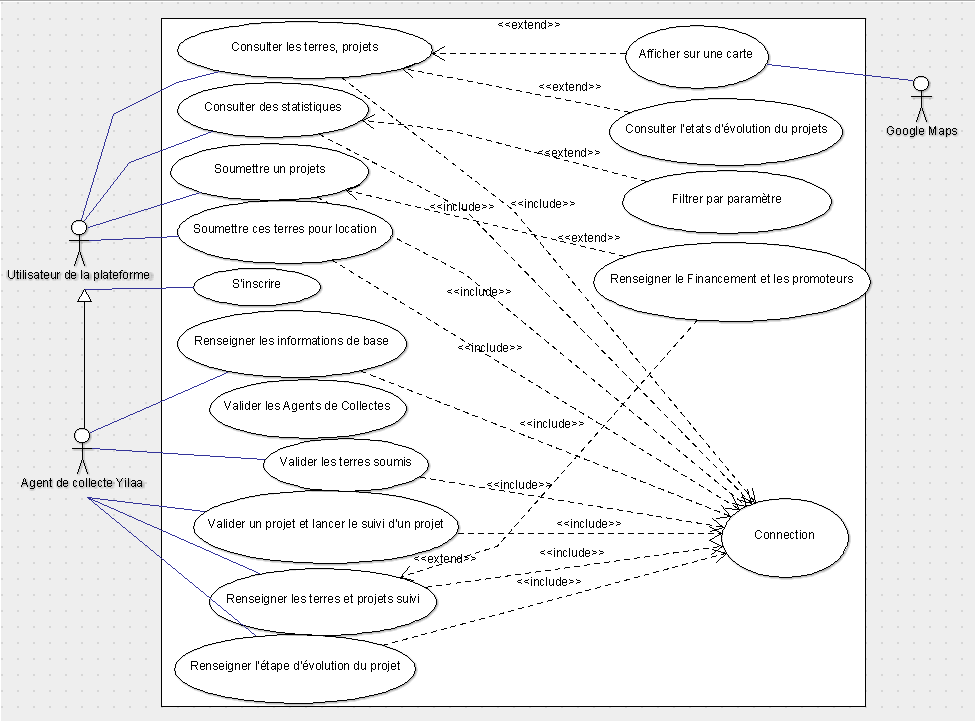 <<extend>>
Consulter les terres, projets
Afficher sur une carte
<<extend>>
Consulter des statistiques
Consulter l'etats d'évolution du projets
Google Maps
<<extend>>
Soumettre un projets
Filtrer par paramètre
<<include>>
<<include>>
Soumettre ces terres pour location
<<extend>>
Utilisateur de la plateforme
S'inscrire
Renseigner le Financement et les promoteurs
<<include>>
Renseigner les informations de base
<<include>>
Valider les Agents de Collectes
<<include>>
Valider les terres soumis
Agent de collecte Yilaa
<<include>>
Valider un projet et lancer le suivi d'un projet
<<include>>
Connection
<<extend>>
<<include>>
<<include>>
Renseigner les terres et projets suivi
Renseigner l'étape d'évolution du projet